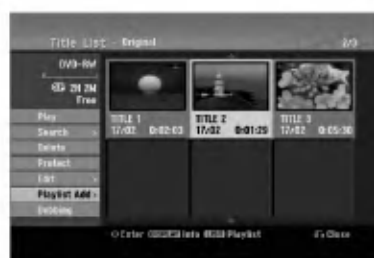 Title List - Original 2/3
DVD-RW
2H 2M
Free
Play
Search
Delete
Protect
Edit
Playlist Add
Dubbing
TITLE 1 TITLE 2 TITLE 3
17/02 0:02:03 17/02 0:01:29 17/02 0:05:30
Enter Info Playlist Close